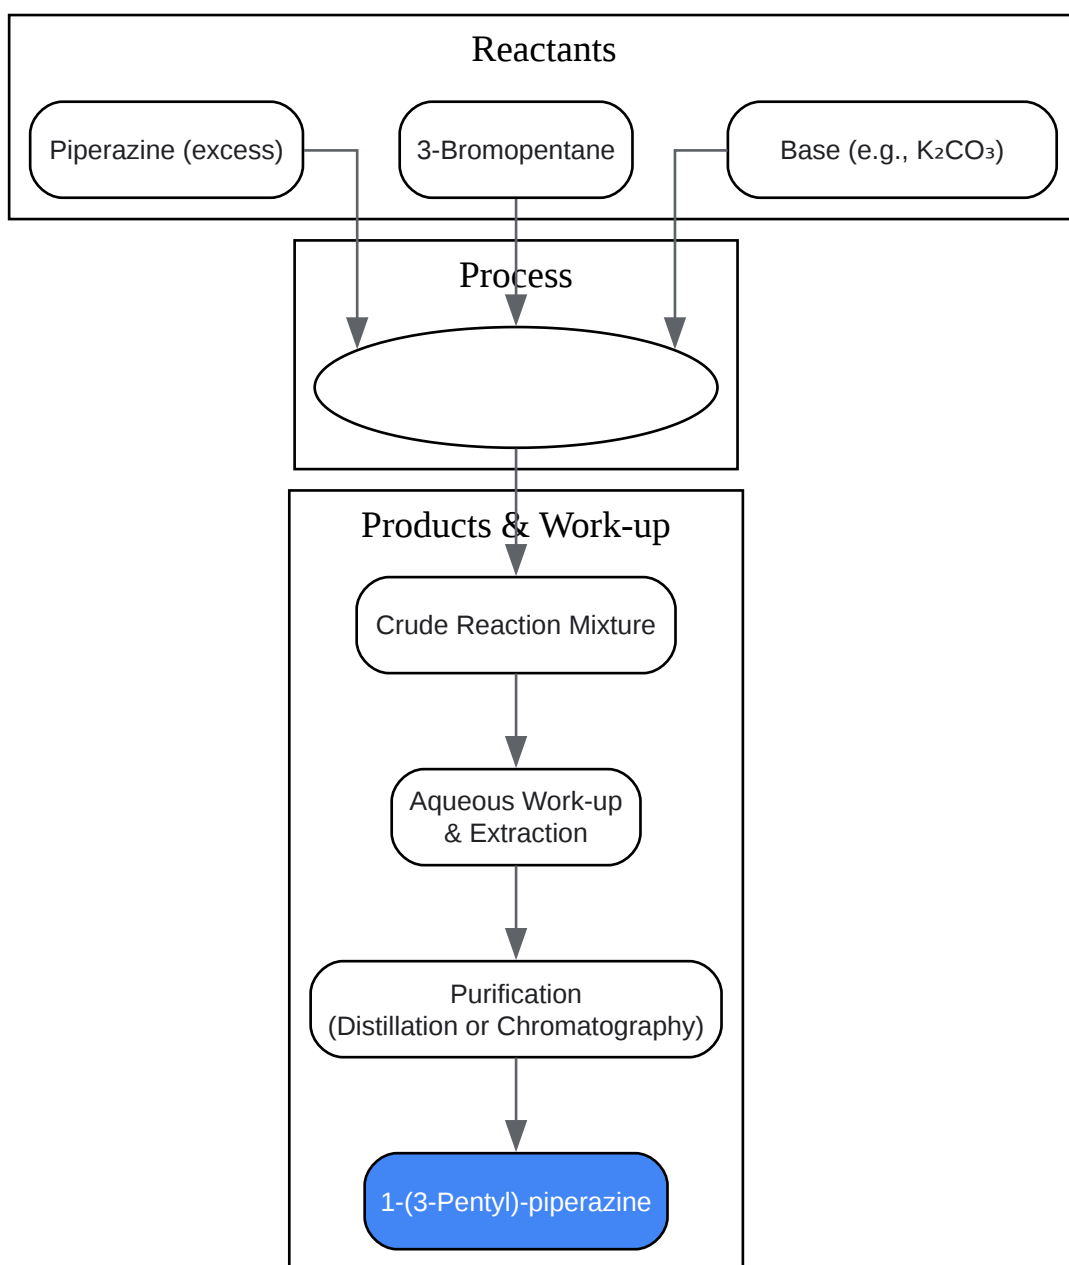 Reactants
Piperazine (excess)
3-Bromopentane
Base (e.g., K₂CO₃)
Process
Products & Work-up
Crude Reaction Mixture
Aqueous Work-up
& Extraction
Purification
(Distillation or Chromatography)
1-(3-Pentyl)-piperazine